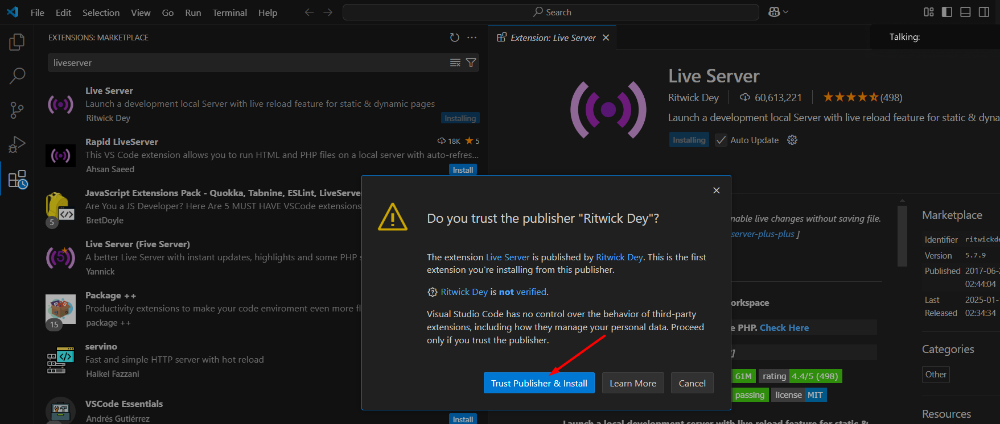 File Edit Selection View Go Run Terminal Help
Search
EXTENSIONS: MARKETPLACE
liveserver
Live Server
Launch a development local Server with live reload feature for static & dynamic pages
Ritwick Dey
Installing
Rapid LiveServer
18K 5
This VS Code extension allows you to run HTML and PHP files on a local server with auto-refres...
Ahsan Saeed
Install
JavaScript Extensions Pack - Quokka, Tabnine, ESLint, LiveServe
Are You a JS Developer? Here Are 5 MUST HAVE VSCode extensions
BretDoyle
5
Live Server (Five Server)
A better Live Server with instant updates, highlights and some PHP
Yannick
5
Package ++
Productivity extensions to make your code enviroment even more
package ++
15
servino
Fast and simple HTTP server with hot reload
Haikel Fazzani
VSCode Essentials
Andrés Gutiérrez
Install
Extension: Live Server
Talking:
Live Server
Ritwick Dey 60,613,221 (498)
Launch a development local Server with live reload feature for static & dyna
Installing Auto Update
nable live changes without saving file.
server-plus-plus ]
orkspace
e PHP. Check Here
]
61M rating 4.4/5 (498)
passing license MIT
Launch a local development server with live reload feature for static &
Marketplace
Identifier ritwickde
Version 5.7.9
Published 2017-06-2
02:44:04
Last 2025-01-
Released 02:34:34
Categories
Other
Resources
Do you trust the publisher "Ritwick Dey"?
The extension Live Server is published by Ritwick Dey. This is the first
extension you're installing from this publisher.
Ritwick Dey is not verified.
Visual Studio Code has no control over the behavior of third-party
extensions, including how they manage your personal data. Proceed
only if you trust the publisher.
Trust Publisher & Install Learn More Cancel